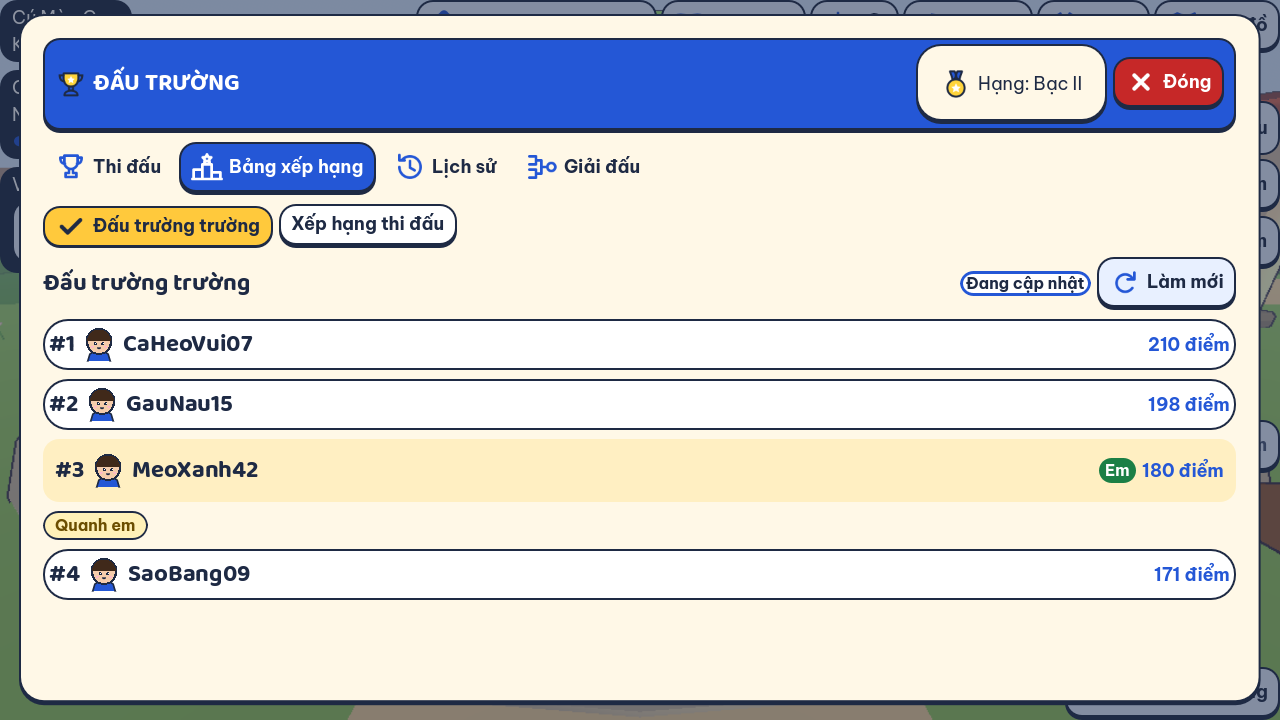 ĐẤU TRƯỜNG
Hạng: Bạc II
Đóng
Thi đấu
Bảng xếp hạng
Lịch sử
Giải đấu
Đấu trường trường
Xếp hạng thi đấu
Đấu trường trường
Đang cập nhật
Làm mới
#1 CaHeoVui07 210 điểm
#2 GauNau15 198 điểm
#3 MeoXanh42 Em 180 điểm
Quanh em
#4 SaoBang09 171 điểm